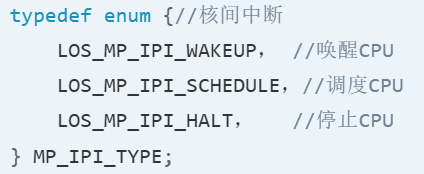 typedef enum {//核间中断
    LOS_MP_IPI_WAKEUP,  //唤醒CPU
    LOS_MP_IPI_SCHEDULE,//调度CPU
    LOS_MP_IPI_HALT,    //停止CPU
} MP_IPI_TYPE;